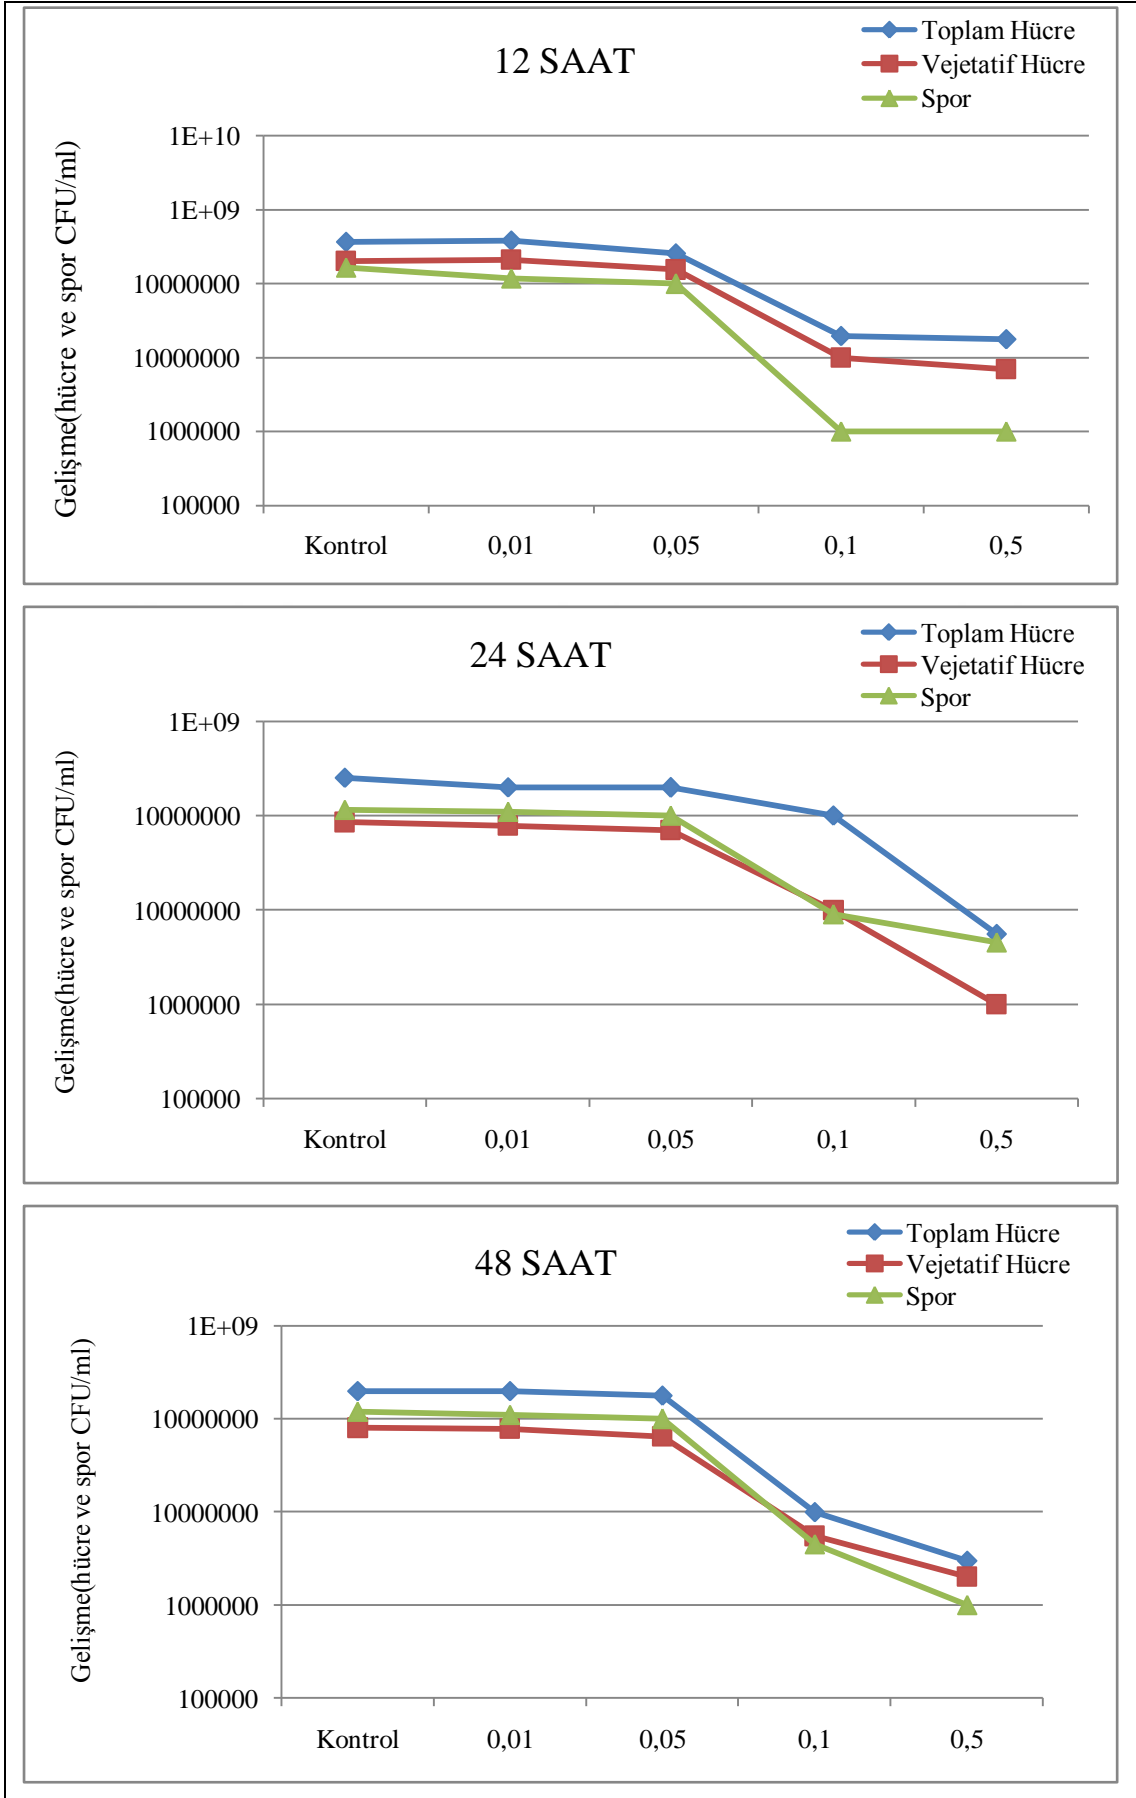 12 SAAT
Toplam Hücre
Vejetatif Hücre
Spor
Gelişme(hücre ve spor CFU/ml)
1E+10
1E+09
10000000
10000000
1000000
100000
Kontrol 0,01 0,05 0,1 0,5
24 SAAT
Toplam Hücre
Vejetatif Hücre
Spor
Gelişme(hücre ve spor CFU/ml)
1E+09
10000000
10000000
1000000
100000
Kontrol 0,01 0,05 0,1 0,5
48 SAAT
Toplam Hücre
Vejetatif Hücre
Spor
Gelişme(hücre ve spor CFU/ml)
1E+09
10000000
10000000
1000000
100000
Kontrol 0,01 0,05 0,1 0,5